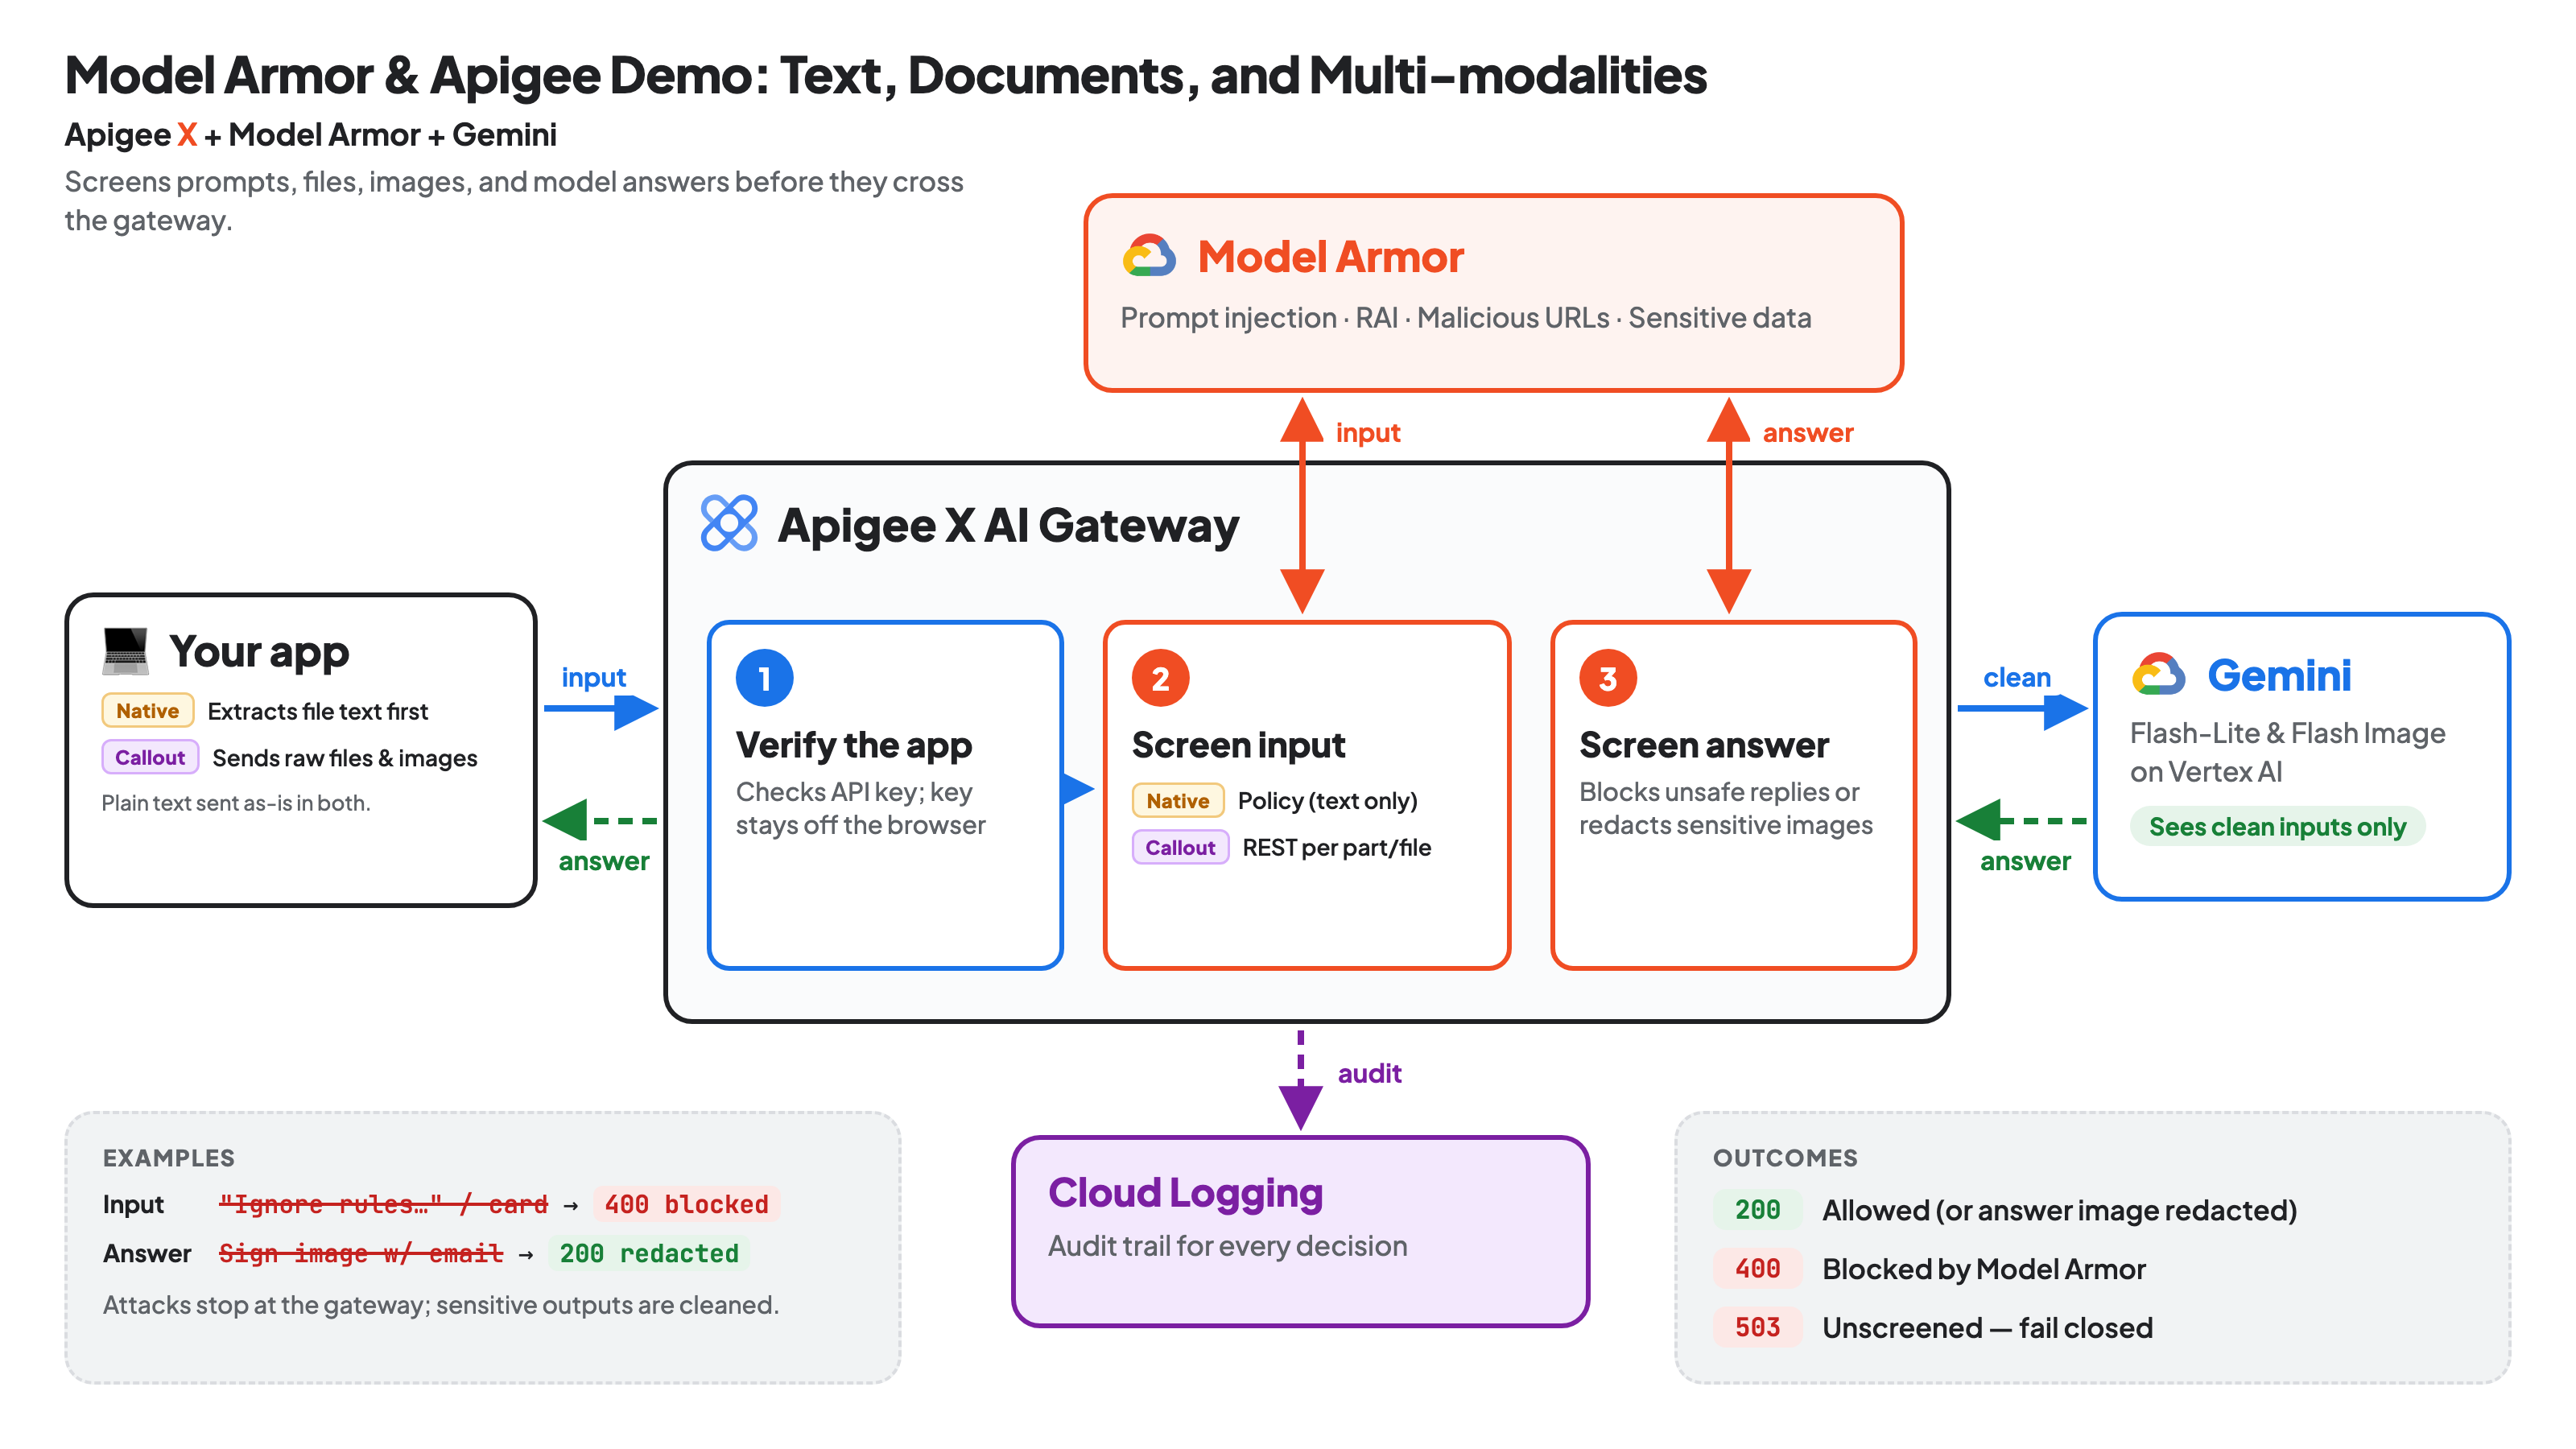 Model Armor & Apigee Demo: Text, Documents, and Multi-modalities
Apigee X + Model Armor + Gemini
Screens prompts, files, images, and model answers before they cross
the gateway.
Model Armor
Prompt injection · RAI · Malicious URLs · Sensitive data
input
answer
Apigee X AI Gateway
Your app
Native Extracts file text first
Callout Sends raw files & images
Plain text sent as-is in both.
input
answer
1
Verify the app
Checks API key; key
stays off the browser
2
Screen input
Native Policy (text only)
Callout REST per part/file
3
Screen answer
Blocks unsafe replies or
redacts sensitive images
clean
answer
Gemini
Flash-Lite & Flash Image
on Vertex AI
Sees clean inputs only
audit
EXAMPLES
Input "Ignore rules…" / card → 400 blocked
Answer Sign image w/ email → 200 redacted
Attacks stop at the gateway; sensitive outputs are cleaned.
Cloud Logging
Audit trail for every decision
OUTCOMES
200 Allowed (or answer image redacted)
400 Blocked by Model Armor
503 Unscreened — fail closed